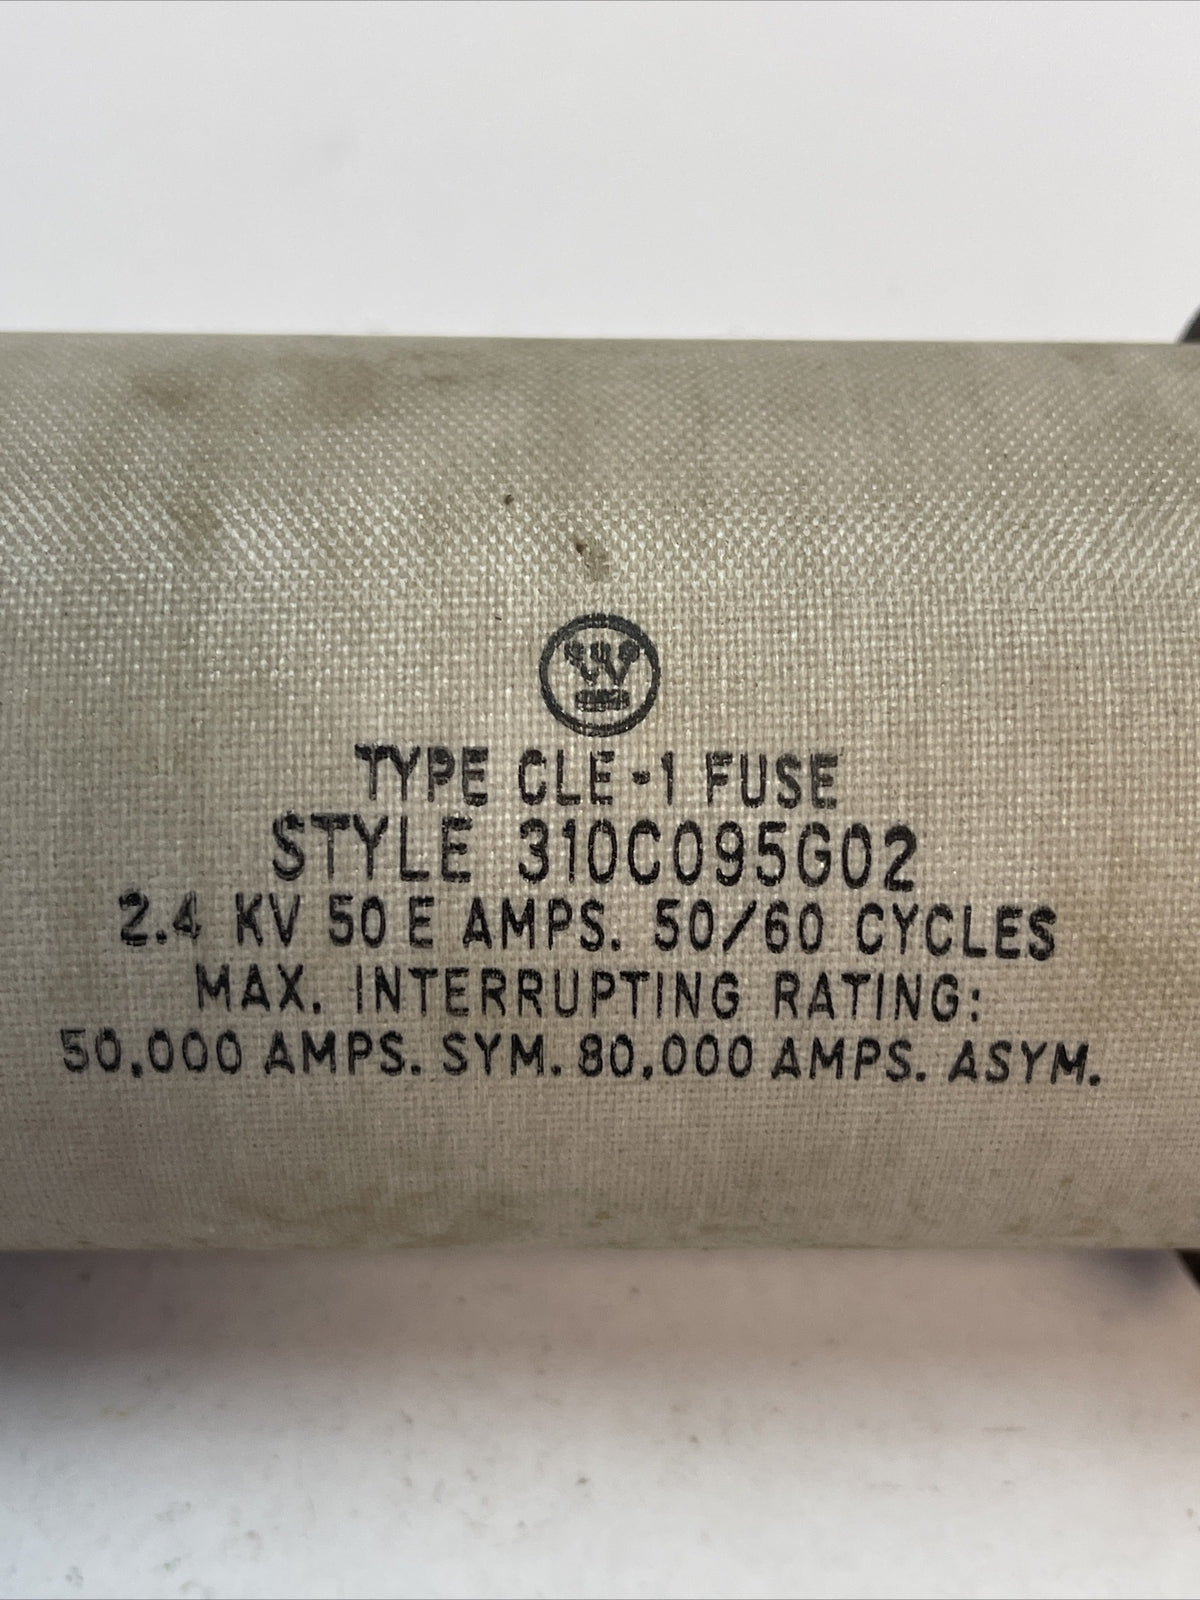 TYPE CLE-1 FUSE
STYLE 310C095G02
2.4 KV 50 E AMPS. 50/60 CYCLES
MAX. INTERRUPTING RATING:
50,000 AMPS. SYM. 80,000 AMPS. ASYM.